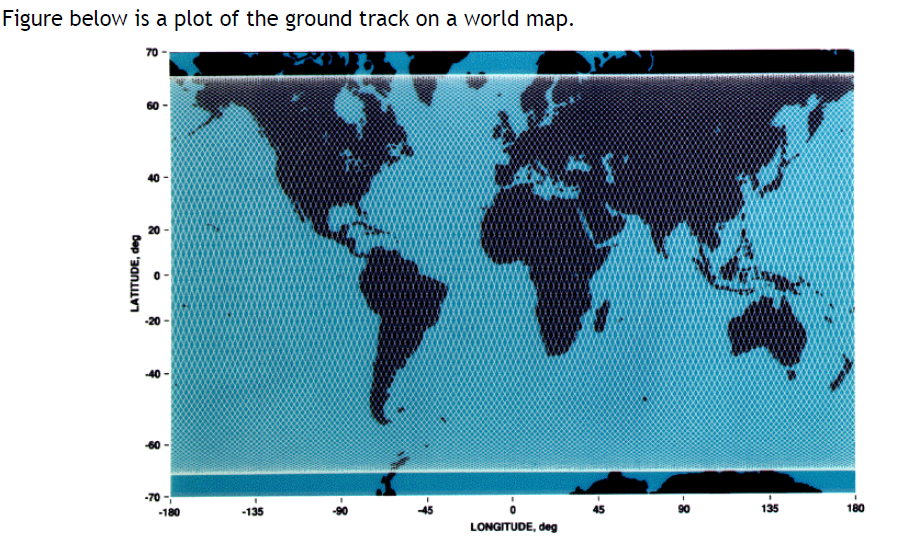 Figure below is a plot of the ground track on a world map.
70
60
40
20
0
-20
-40
-60
-70
LATITUDE, deg
-180 -135 -90 -45 0 45 90 135 180
LONGITUDE, deg